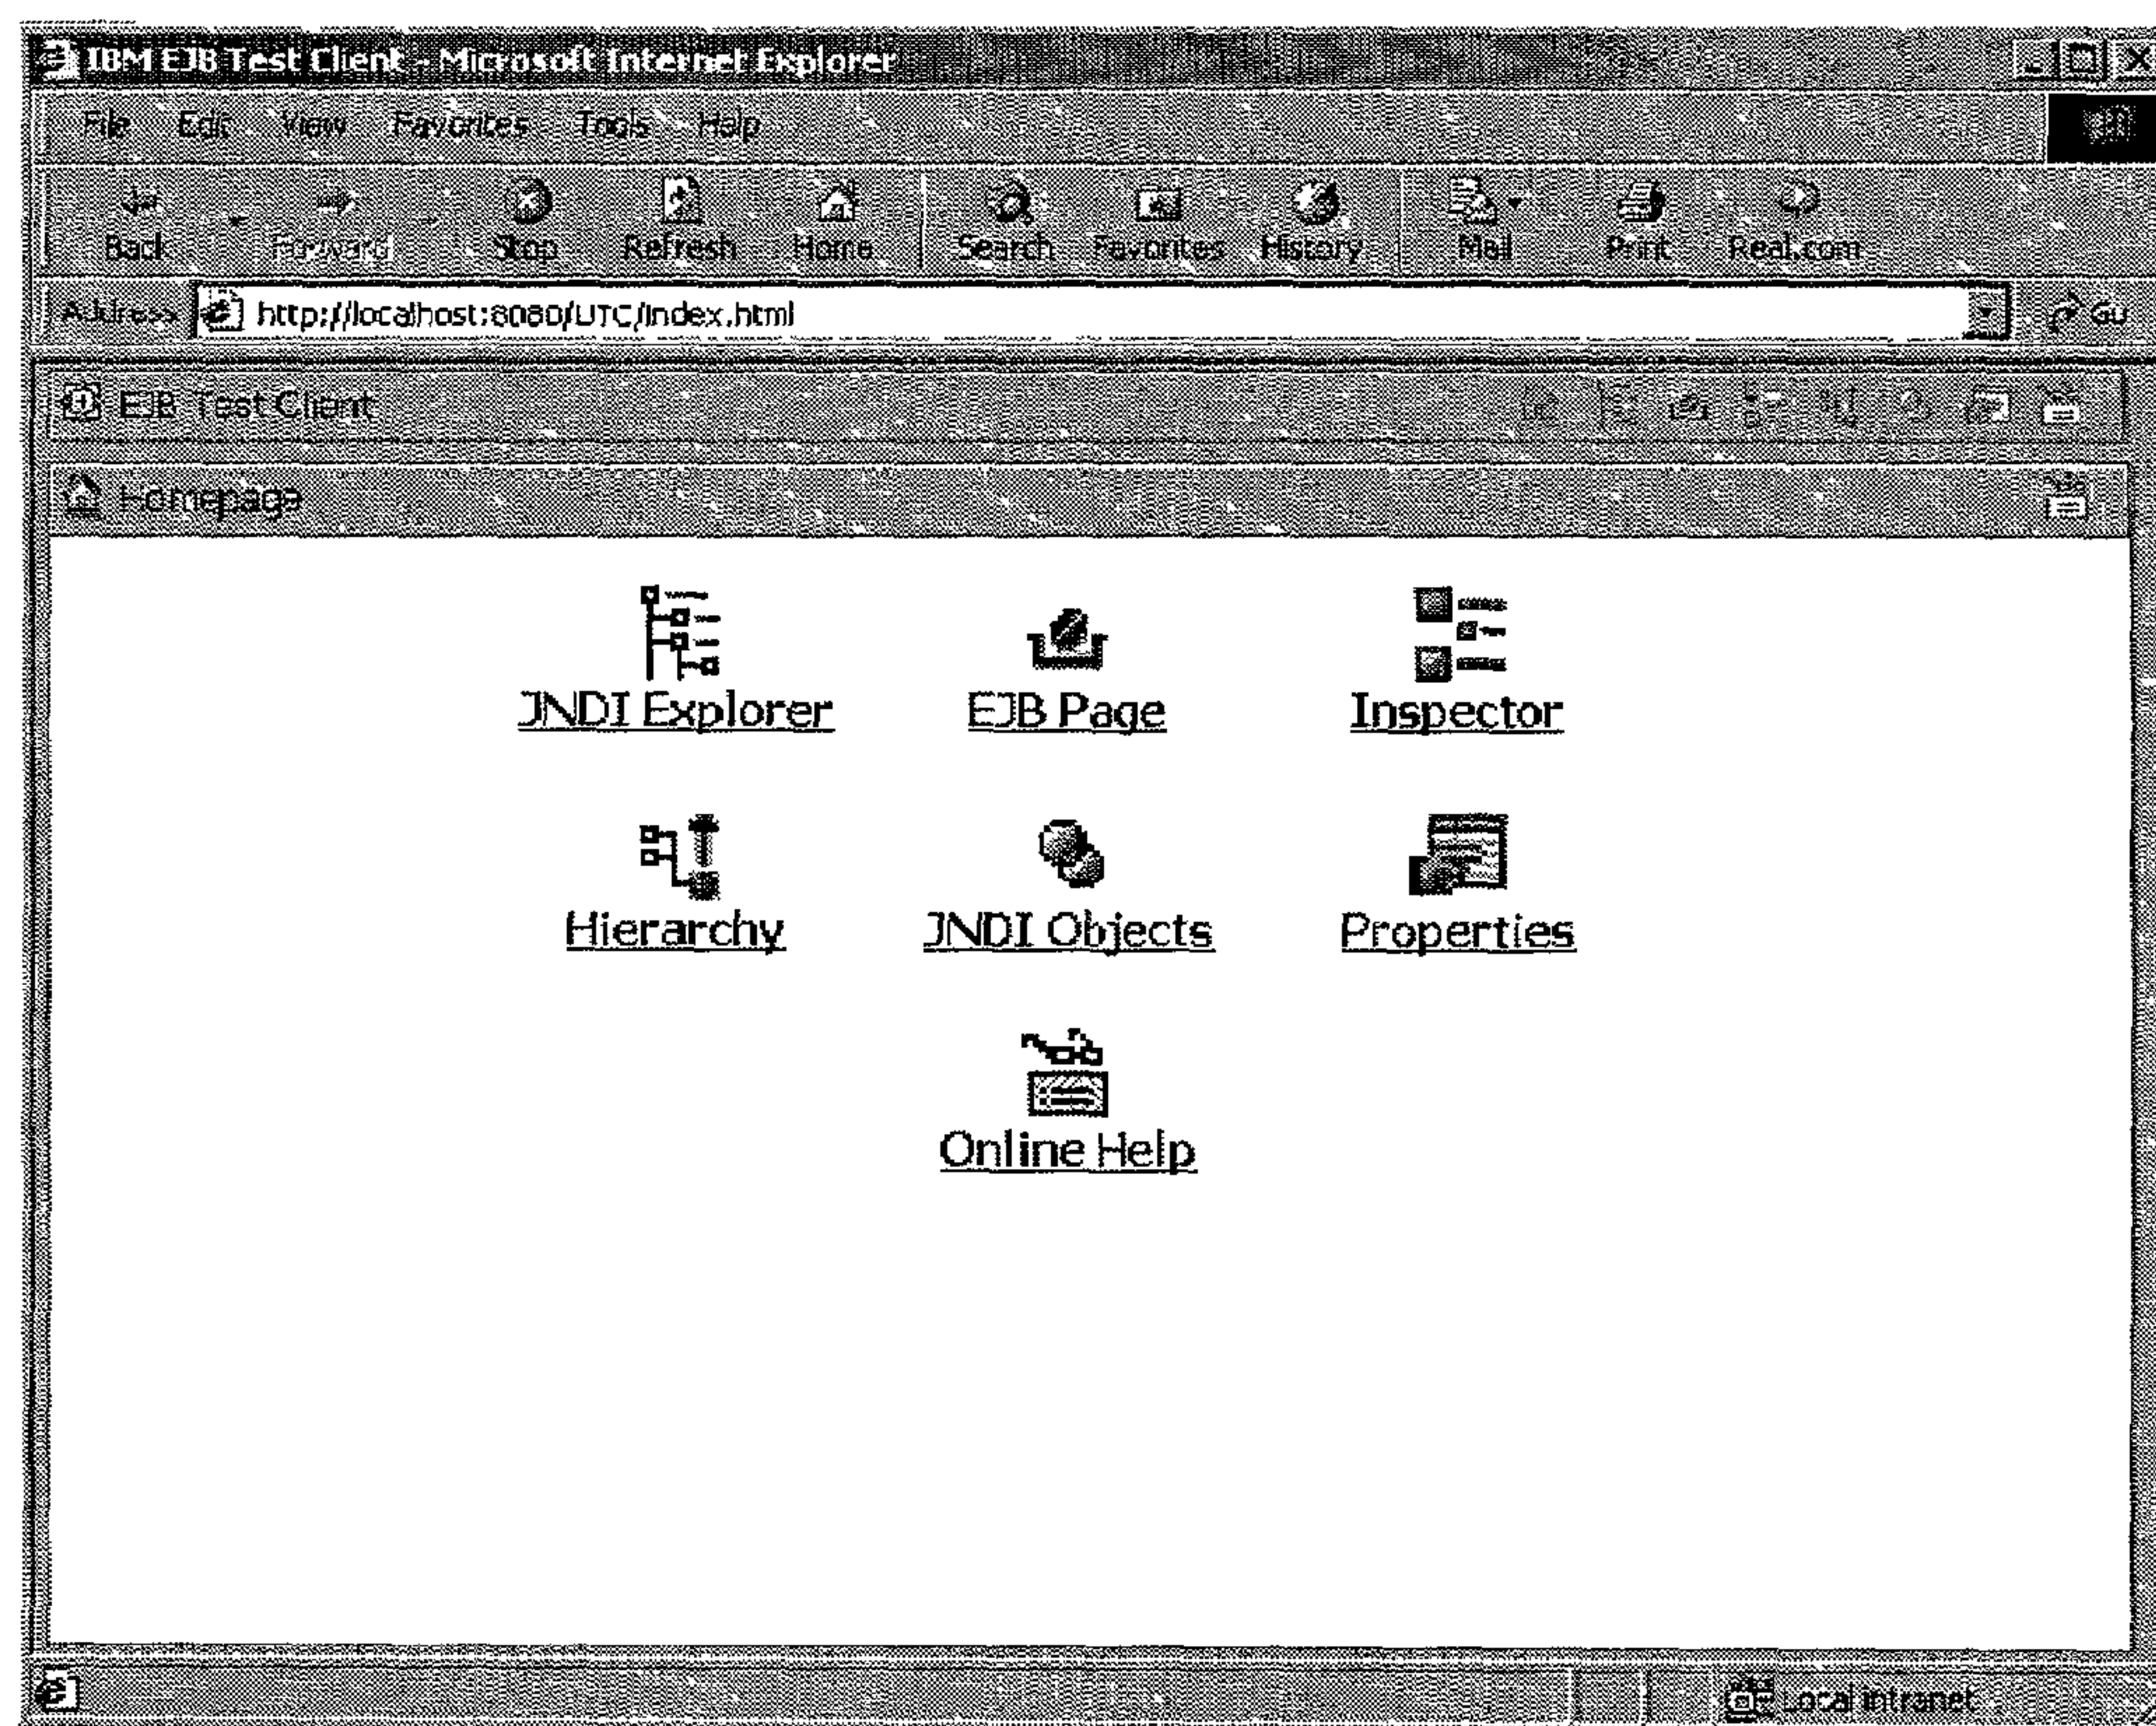 IBM EJB Test Client - Microsoft Internet Explorer
File Edit View Favorites Tools Help
Back Forward Stop Refresh Home Search Favorites History Mail Print Real.com
Address http://localhost:8080/UTC/index.html Go
EJB Test Client
Homepage
JNDI Explorer EJB Page Inspector
Hierarchy JNDI Objects Properties
Online Help
Local intranet